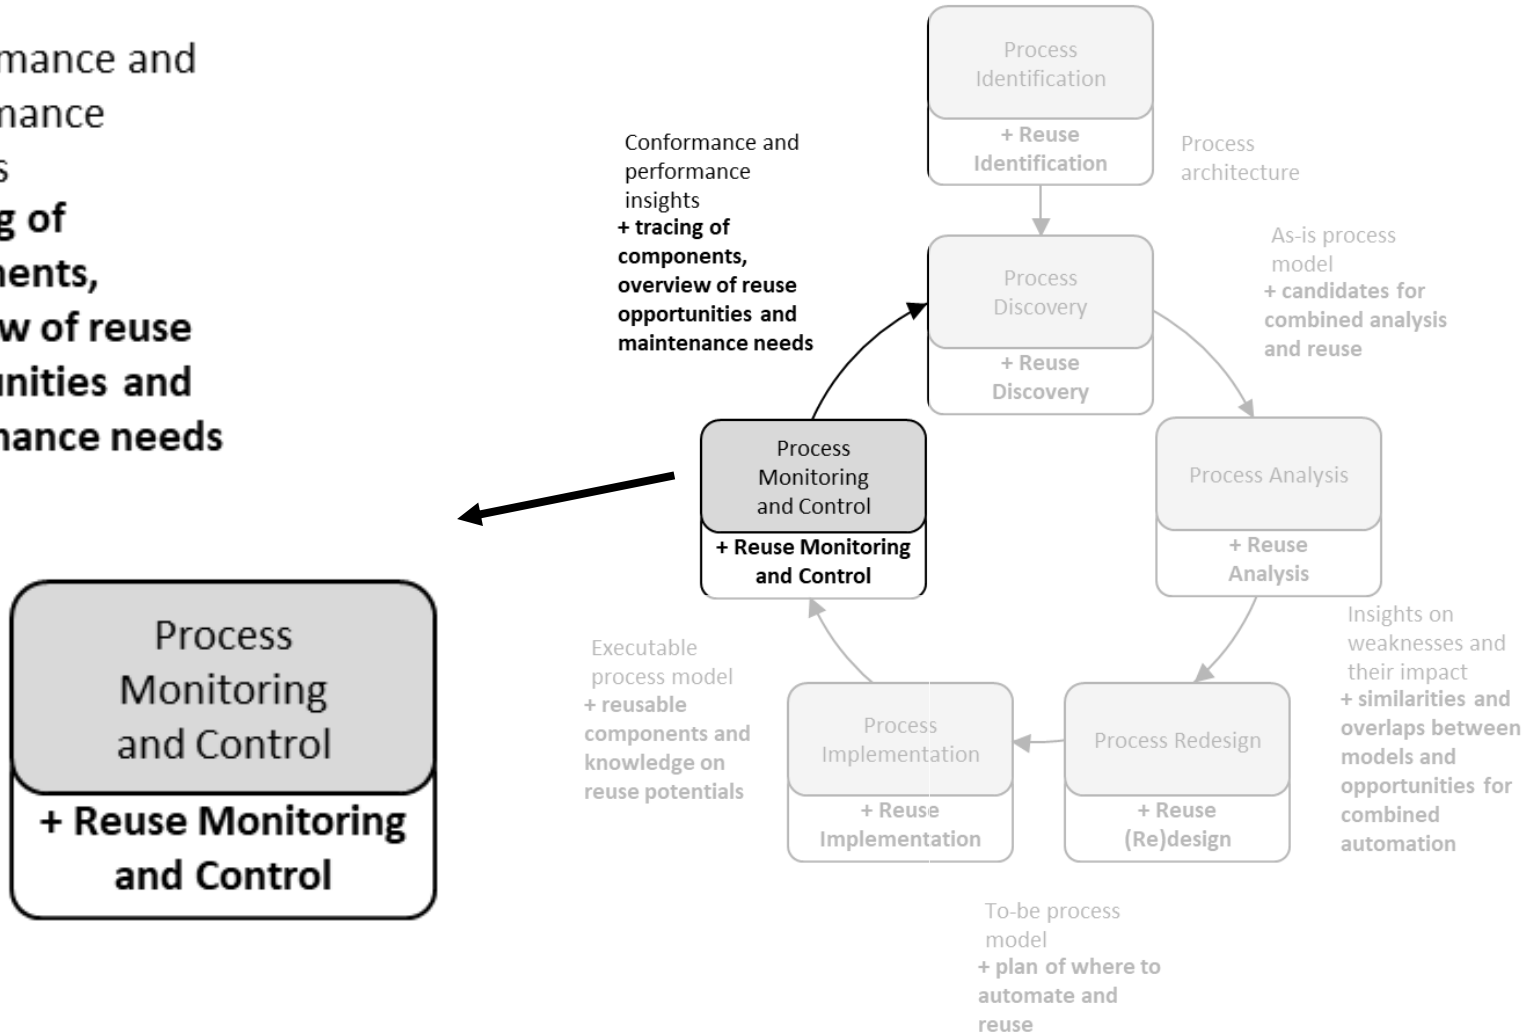 and
of
of reuse
and
needs
Process
Monitoring
and Control
+ Reuse Monitoring
and Control
Process
Identification
+ Reuse
Identification
Process
architecture
Conformance and
performance
insights
+ tracing of
components,
overview of reuse
opportunities and
maintenance needs
Process
Discovery
+ Reuse
Discovery
As-is process
model
+ candidates for
combined analysis
and reuse
Process
Monitoring
and Control
+ Reuse Monitoring
and Control
Process Analysis
+ Reuse
Analysis
Executable
process model
+ reusable
components and
knowledge on
reuse potentials
Process
Implementation
+ Reuse
Implementation
Process Redesign
+ Reuse
(Re)design
Insights on
weaknesses and
their impact
+ similarities and
overlaps between
models and
opportunities for
combined
automation
To-be process
model
+ plan of where to
automate and
reuse